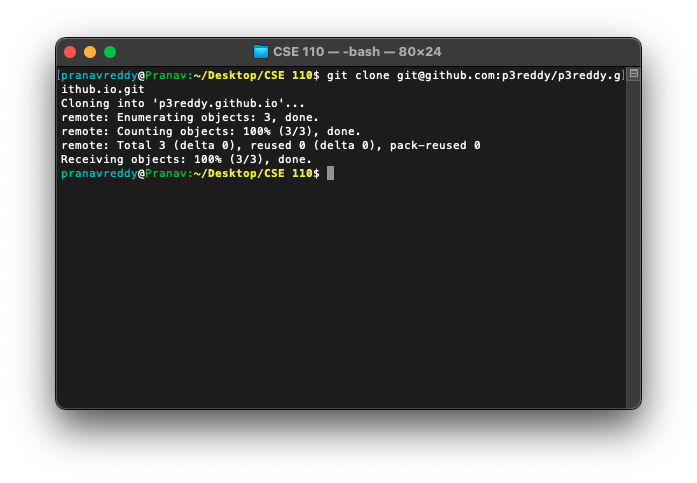 CSE 110 — -bash — 80×24
[pranavreddy@Pranav:~/Desktop/CSE 110$ git clone git@github.com:p3reddy/p3reddy.g]
ithub.io.git
Cloning into 'p3reddy.github.io'...
remote: Enumerating objects: 3, done.
remote: Counting objects: 100% (3/3), done.
remote: Total 3 (delta 0), reused 0 (delta 0), pack-reused 0
Receiving objects: 100% (3/3), done.
pranavreddy@Pranav:~/Desktop/CSE 110$